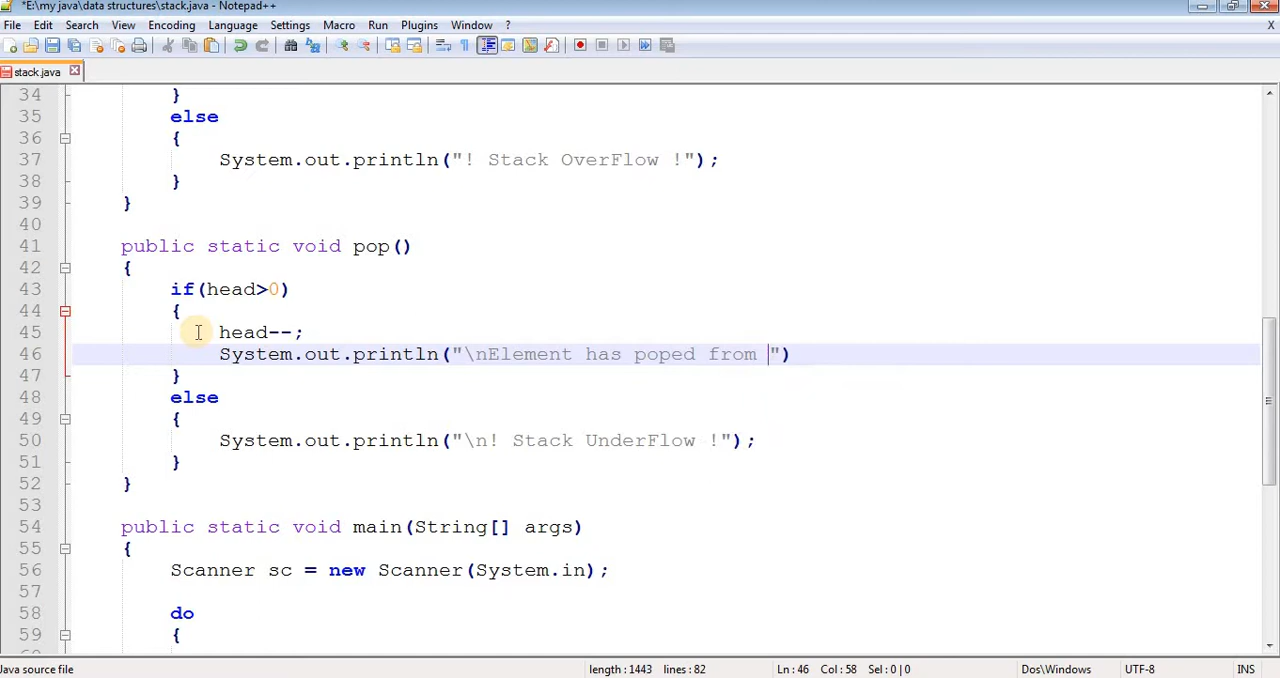 *E:\my java\data structures\stack.java - Notepad++
File Edit Search View Encoding Language Settings Macro Run Plugins Window ?
X
stack.java
34 }
35 else
36 {
37 System.out.println("! Stack OverFlow !");
38 }
39 }
40
41 public static void pop()
42 {
43 if(head>0)
44 {
45 head--;
46 System.out.println("\nElement has poped from ")
47 }
48 else
49 {
50 System.out.println("\n! Stack UnderFlow !");
51 }
52 }
53
54 public static void main(String[] args)
55 {
56 Scanner sc = new Scanner(System.in);
57
58 do
59 {
Java source file length : 1443 lines : 82 Ln : 46 Col : 58 Sel : 0 | 0 Dos\Windows UTF-8 INS